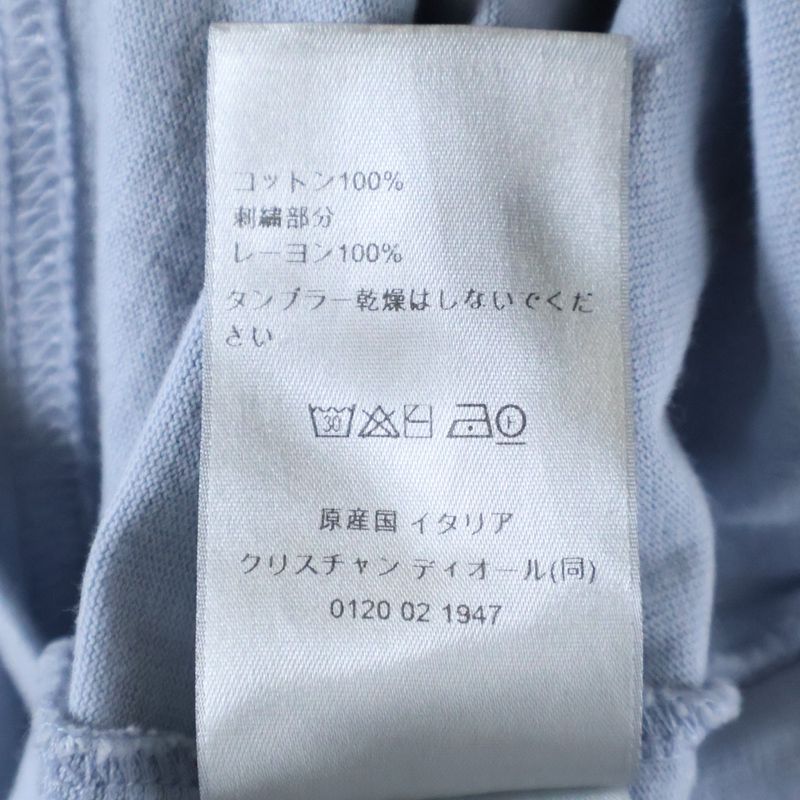 コットン100%
刺繍部分
レーヨン100%
タンブラー乾燥はしないでくだ
さい
30 F
原産国 イタリア
クリスチャン ディオール(同)
0120 02 1947